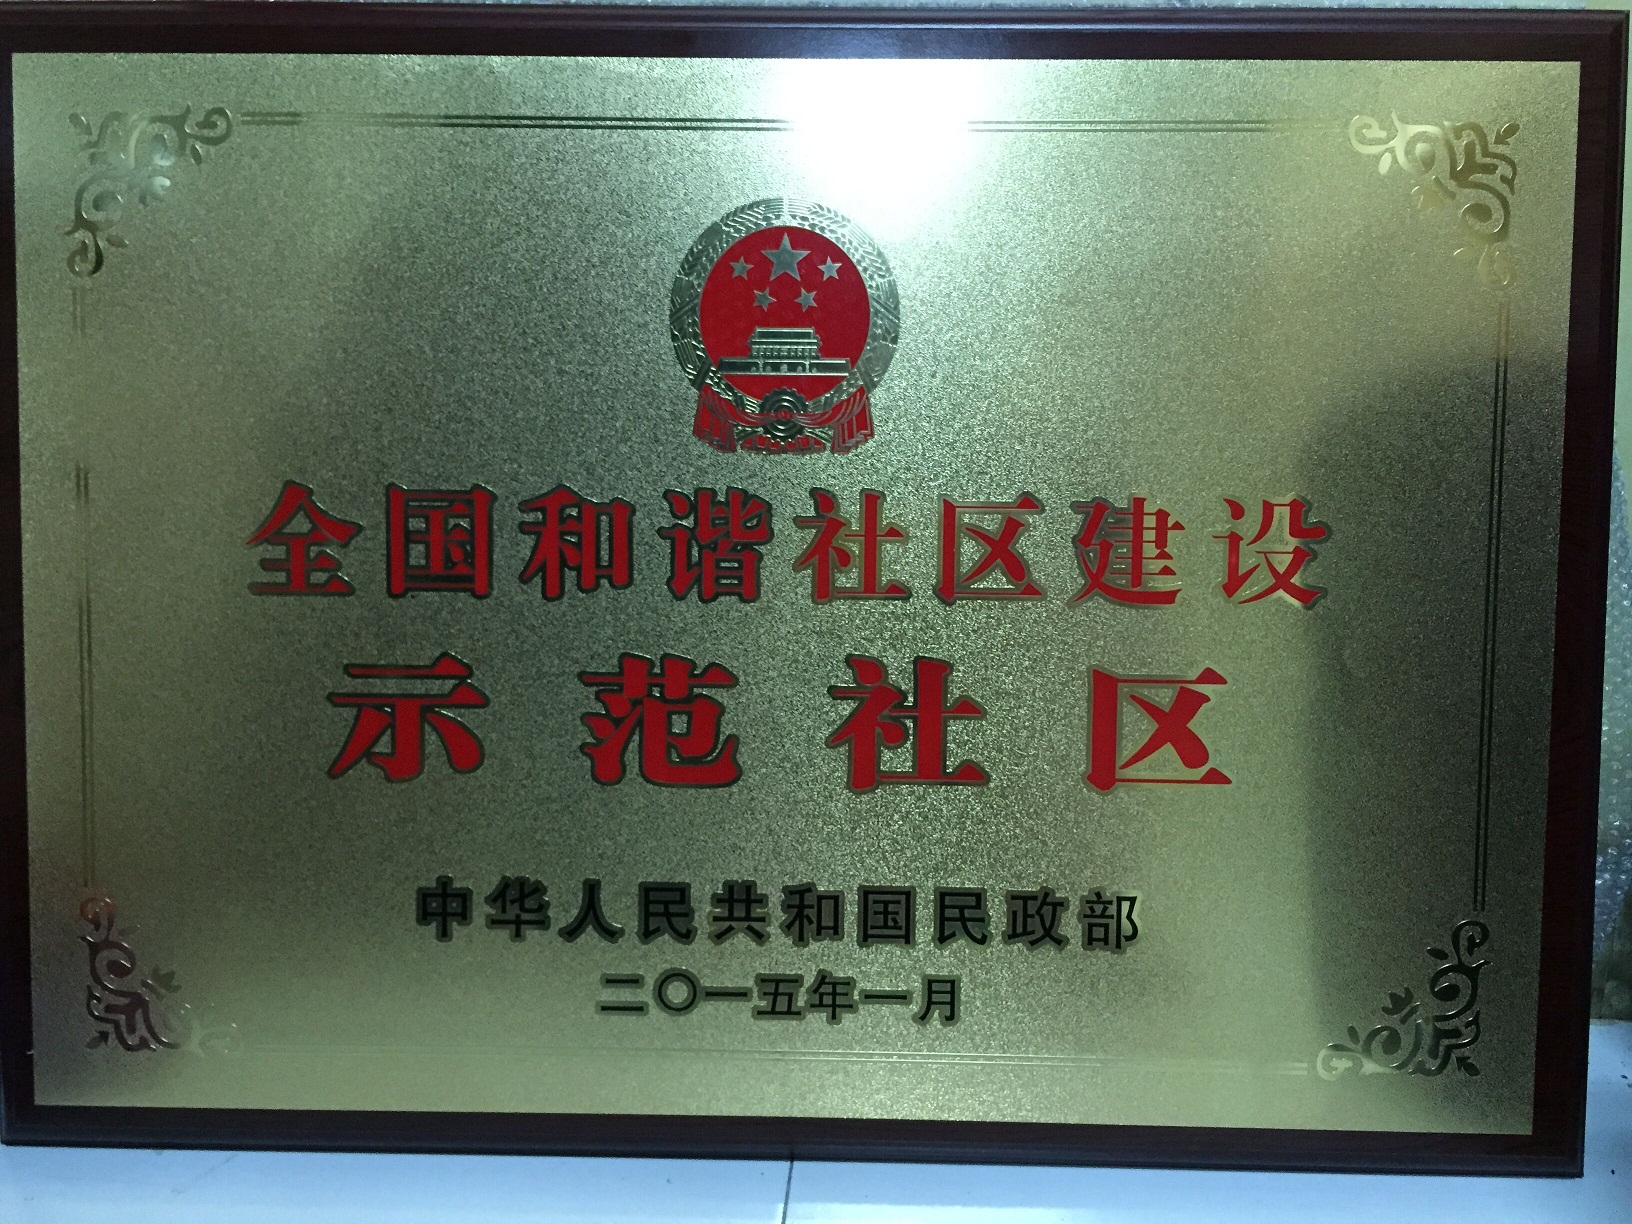 全国和谐社区建设
示范社区
中华人民共和国民政部
二〇一五年一月